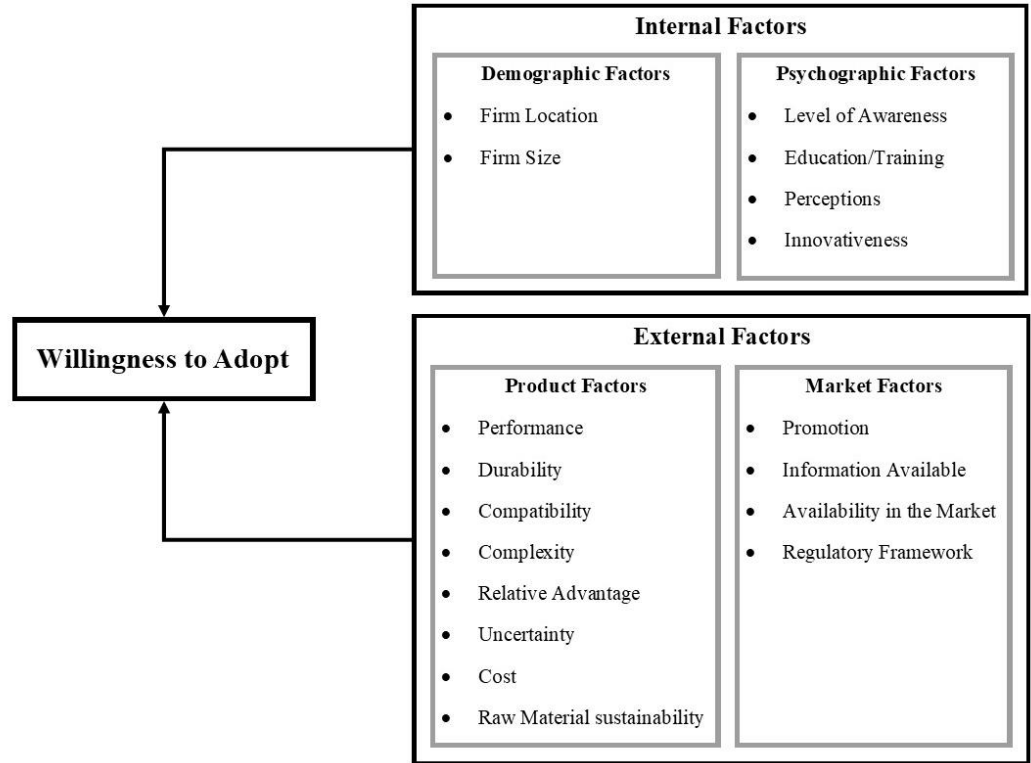 Internal Factors
Demographic Factors
Firm Location
Firm Size
Psychographic Factors
Level of Awareness
Education/Training
Perceptions
Innovativeness
Willingness to Adopt
External Factors
Product Factors
Performance
Durability
Compatibility
Complexity
Relative Advantage
Uncertainty
Cost
Raw Material sustainability
Market Factors
Promotion
Information Available
Availability in the Market
Regulatory Framework